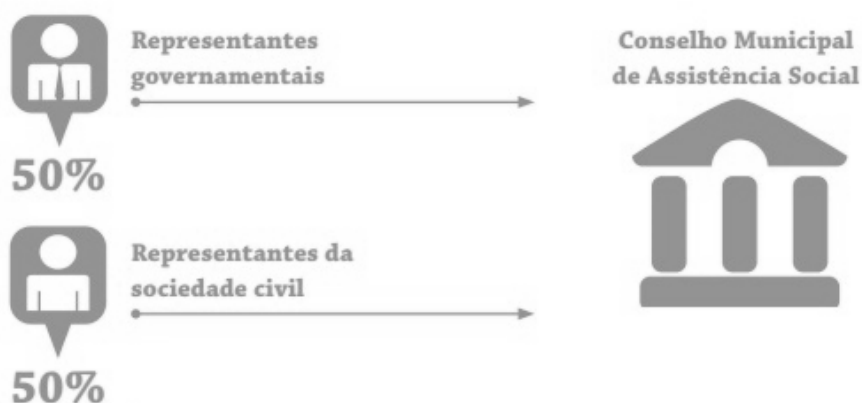 Representantes
governamentais
50%
Conselho Municipal
de Assistência Social
Representantes da
sociedade civil
50%